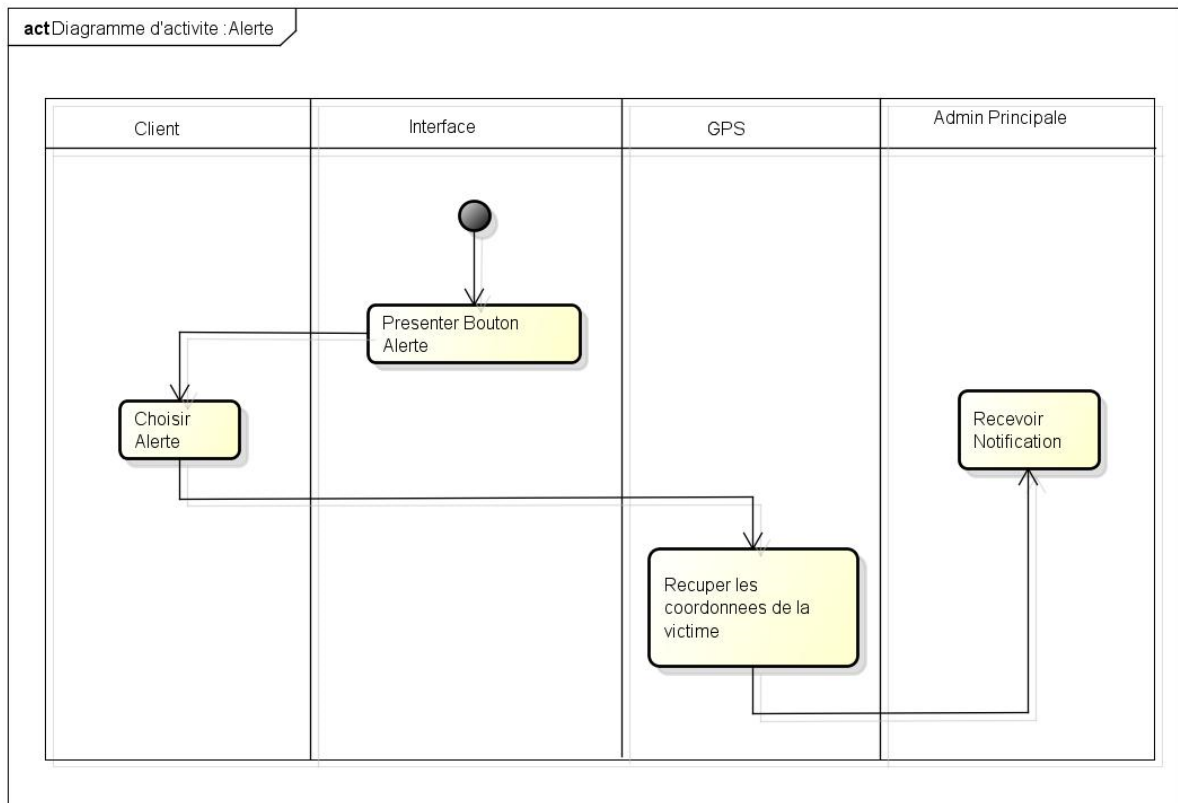 act Diagramme d'activite : Alerte
Client
Interface
GPS
Admin Principale
Presenter Bouton
Alerte
Choisir
Alerte
Recevoir
Notification
Recuper les
coordonnees de la
victime